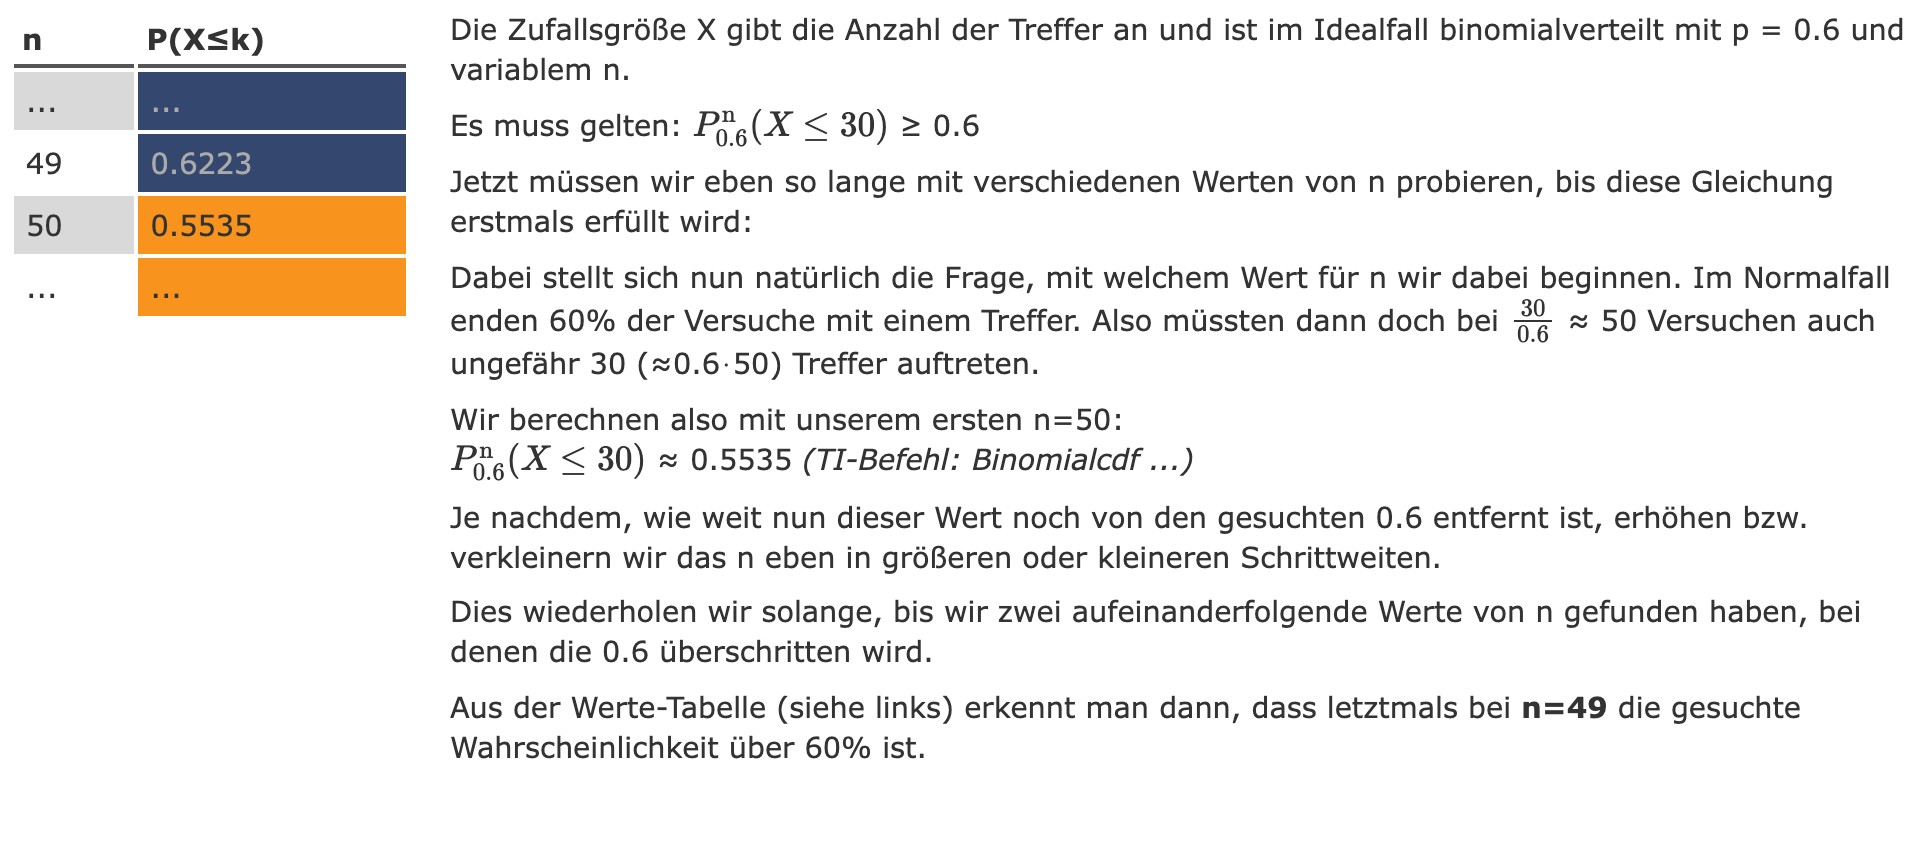 n P(X≤k)
... ...
49 0.6223
50 0.5535
... ...
Die Zufallsgröße X gibt die Anzahl der Treffer an und ist im Idealfall binomialverteilt mit p = 0.6 und
variablem n.
Es muss gelten: P^n_0.6(X ≤ 30) ≥ 0.6
Jetzt müssen wir eben so lange mit verschiedenen Werten von n probieren, bis diese Gleichung
erstmals erfüllt wird:
Dabei stellt sich nun natürlich die Frage, mit welchem Wert für n wir dabei beginnen. Im Normalfall
enden 60% der Versuche mit einem Treffer. Also müssten dann doch bei 30/0.6 ≈ 50 Versuchen auch
ungefähr 30 (≈0.6·50) Treffer auftreten.
Wir berechnen also mit unserem ersten n=50:
P^n_0.6(X ≤ 30) ≈ 0.5535 (TI-Befehl: Binomialcdf ...)
Je nachdem, wie weit nun dieser Wert noch von den gesuchten 0.6 entfernt ist, erhöhen bzw.
verkleinern wir das n eben in größeren oder kleineren Schrittweiten.
Dies wiederholen wir solange, bis wir zwei aufeinanderfolgende Werte von n gefunden haben, bei
denen die 0.6 überschritten wird.
Aus der Werte-Tabelle (siehe links) erkennt man dann, dass letztmals bei n=49 die gesuchte
Wahrscheinlichkeit über 60% ist.